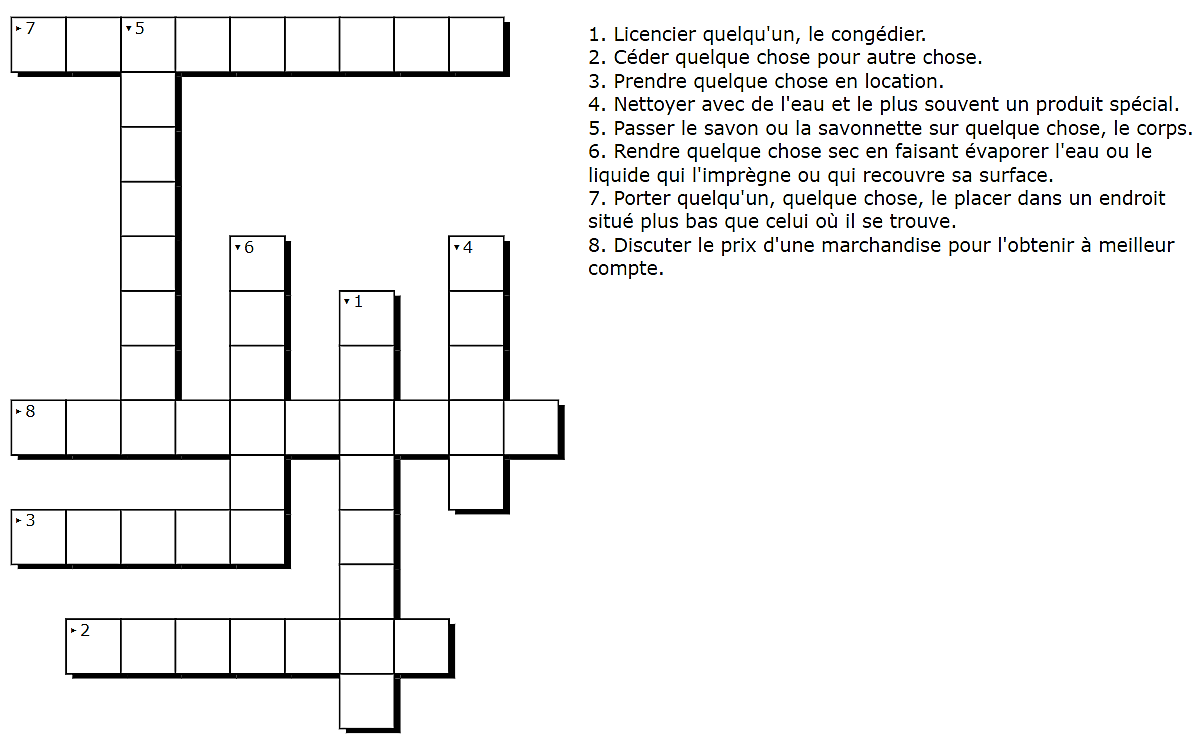 7
5
1. Licencier quelqu'un, le congédier.
2. Céder quelque chose pour autre chose.
3. Prendre quelque chose en location.
4. Nettoyer avec de l'eau et le plus souvent un produit spécial.
5. Passer le savon ou la savonnette sur quelque chose, le corps.
6. Rendre quelque chose sec en faisant évaporer l'eau ou le
liquide qui l'imprègne ou qui recouvre sa surface.
7. Porter quelqu'un, quelque chose, le placer dans un endroit
situé plus bas que celui où il se trouve.
8. Discuter le prix d'une marchandise pour l'obtenir à meilleur
compte.
6
4
1
8
3
2